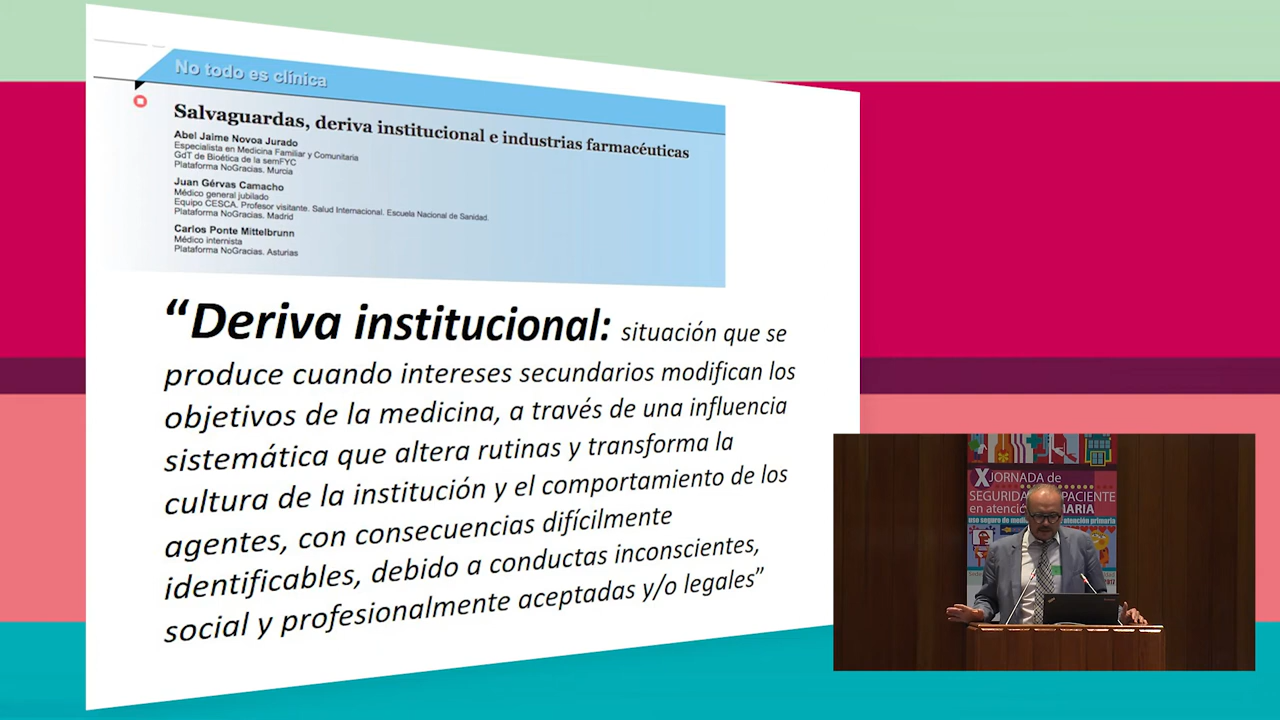 No todo es clínica
Salvaguardas, deriva institucional e industrias farmacéuticas
Abel Jaime Novoa Jurado
Especialista en Medicina Familiar y Comunitaria
GdT de Bioética de la semFYC
Plataforma NoGracias. Murcia
Juan Gérvas Camacho
Médico general jubilado
Equipo CESCA. Profesor visitante. Salud Internacional. Escuela Nacional de Sanidad.
Plataforma NoGracias. Madrid
Carlos Ponte Mittelbrunn
Médico internista
Plataforma NoGracias. Asturias
“Deriva institucional: situación que se
produce cuando intereses secundarios modifican los
objetivos de la medicina, a través de una influencia
sistemática que altera rutinas y transforma la
cultura de la institución y el comportamiento de los
agentes, con consecuencias difícilmente
identificables, debido a conductas inconscientes,
social y profesionalmente aceptadas y/o legales”
X JORNADA de
SEGURIDAD PACIENTE
en atención
uso seguro de atención primaria